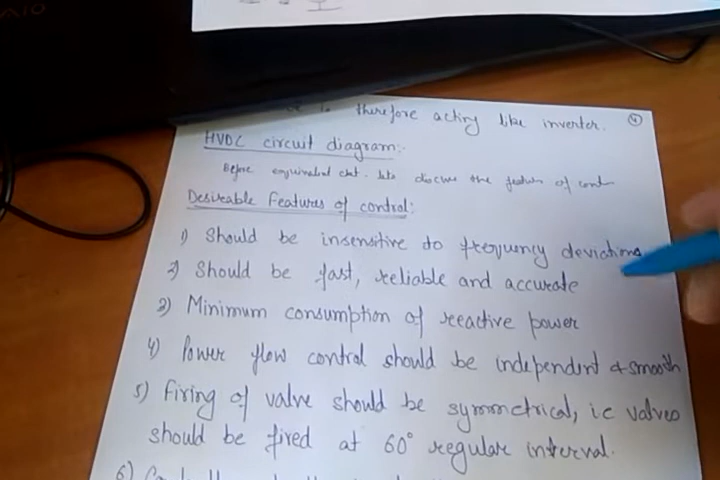 therefore acting like inverter. 4
HVDC circuit diagram:-
Before equivalent ckt. lets discuss the feature of control
Desireable Features of control:
1) Should be insensitive to frequency deviations
2) Should be fast, reliable and accurate
3) Minimum consumption of reactive power
4) Power flow control should be independent & smooth
5) Firing of valve should be symmetrical, ie valves
should be fired at 60° regular interval.
6)